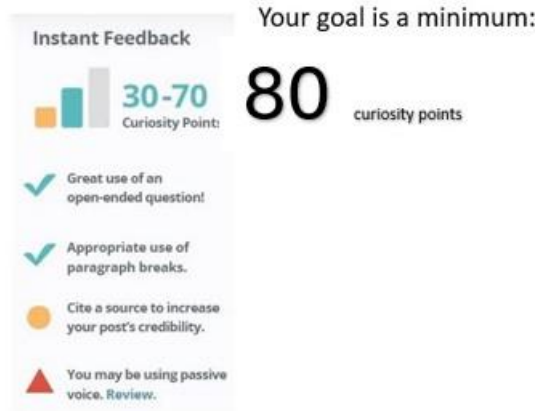 Your goal is a minimum:
Instant Feedback
30-70
Curiosity Points
80
curiosity points
Great use of an
open-ended question!
Appropriate use of
paragraph breaks.
Cite a source to increase
your post's credibility.
You may be using passive
voice. Review.